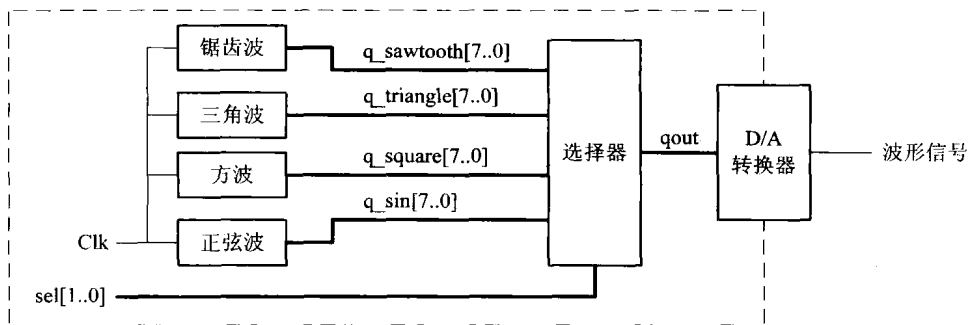 锯齿波
q_sawtooth[7..0]
三角波
q_triangle[7..0]
方波
q_square[7..0]
正弦波
q_sin[7..0]
Clk
sel[1..0]
选择器
qout
D/A
转换器
波形信号